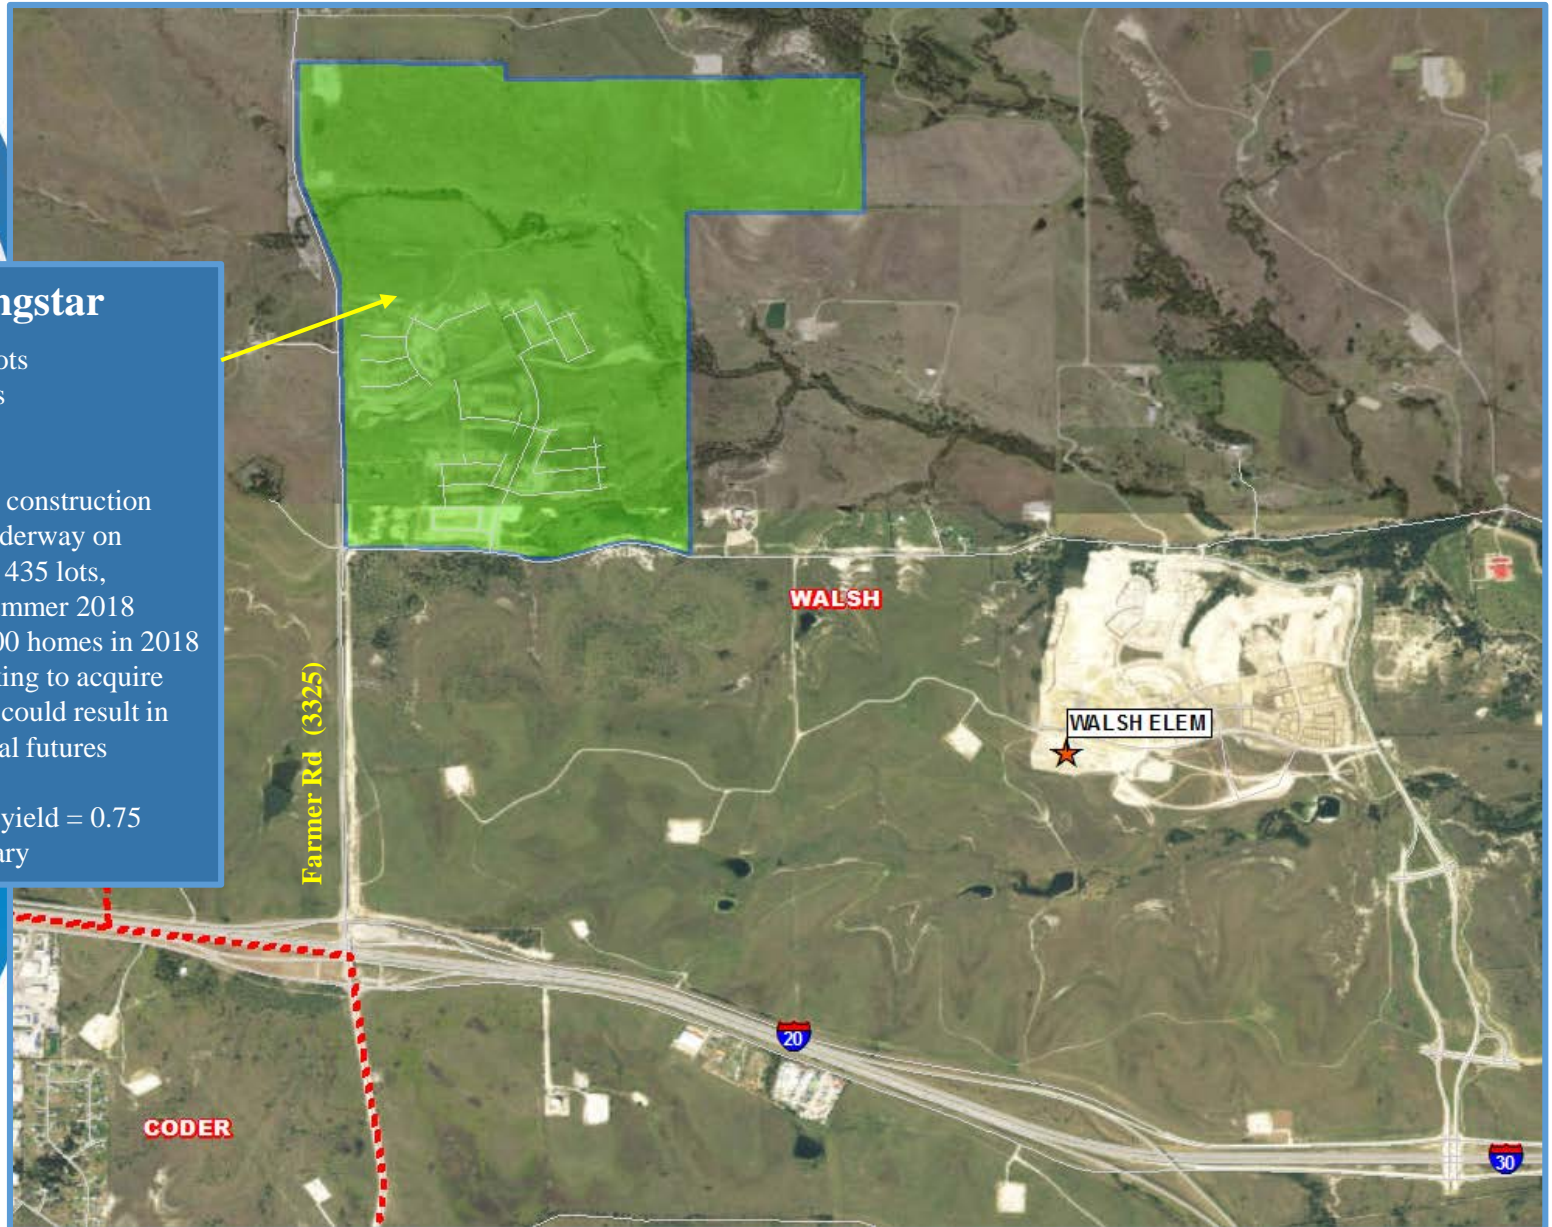 ngstar
ots
s
construction
derway on
435 lots,
mmer 2018
00 homes in 2018
king to acquire
could result in
al futures
yield = 0.75
ary
Farmer Rd (3325)
WALSH
WALSH ELEM
20
CODER
30